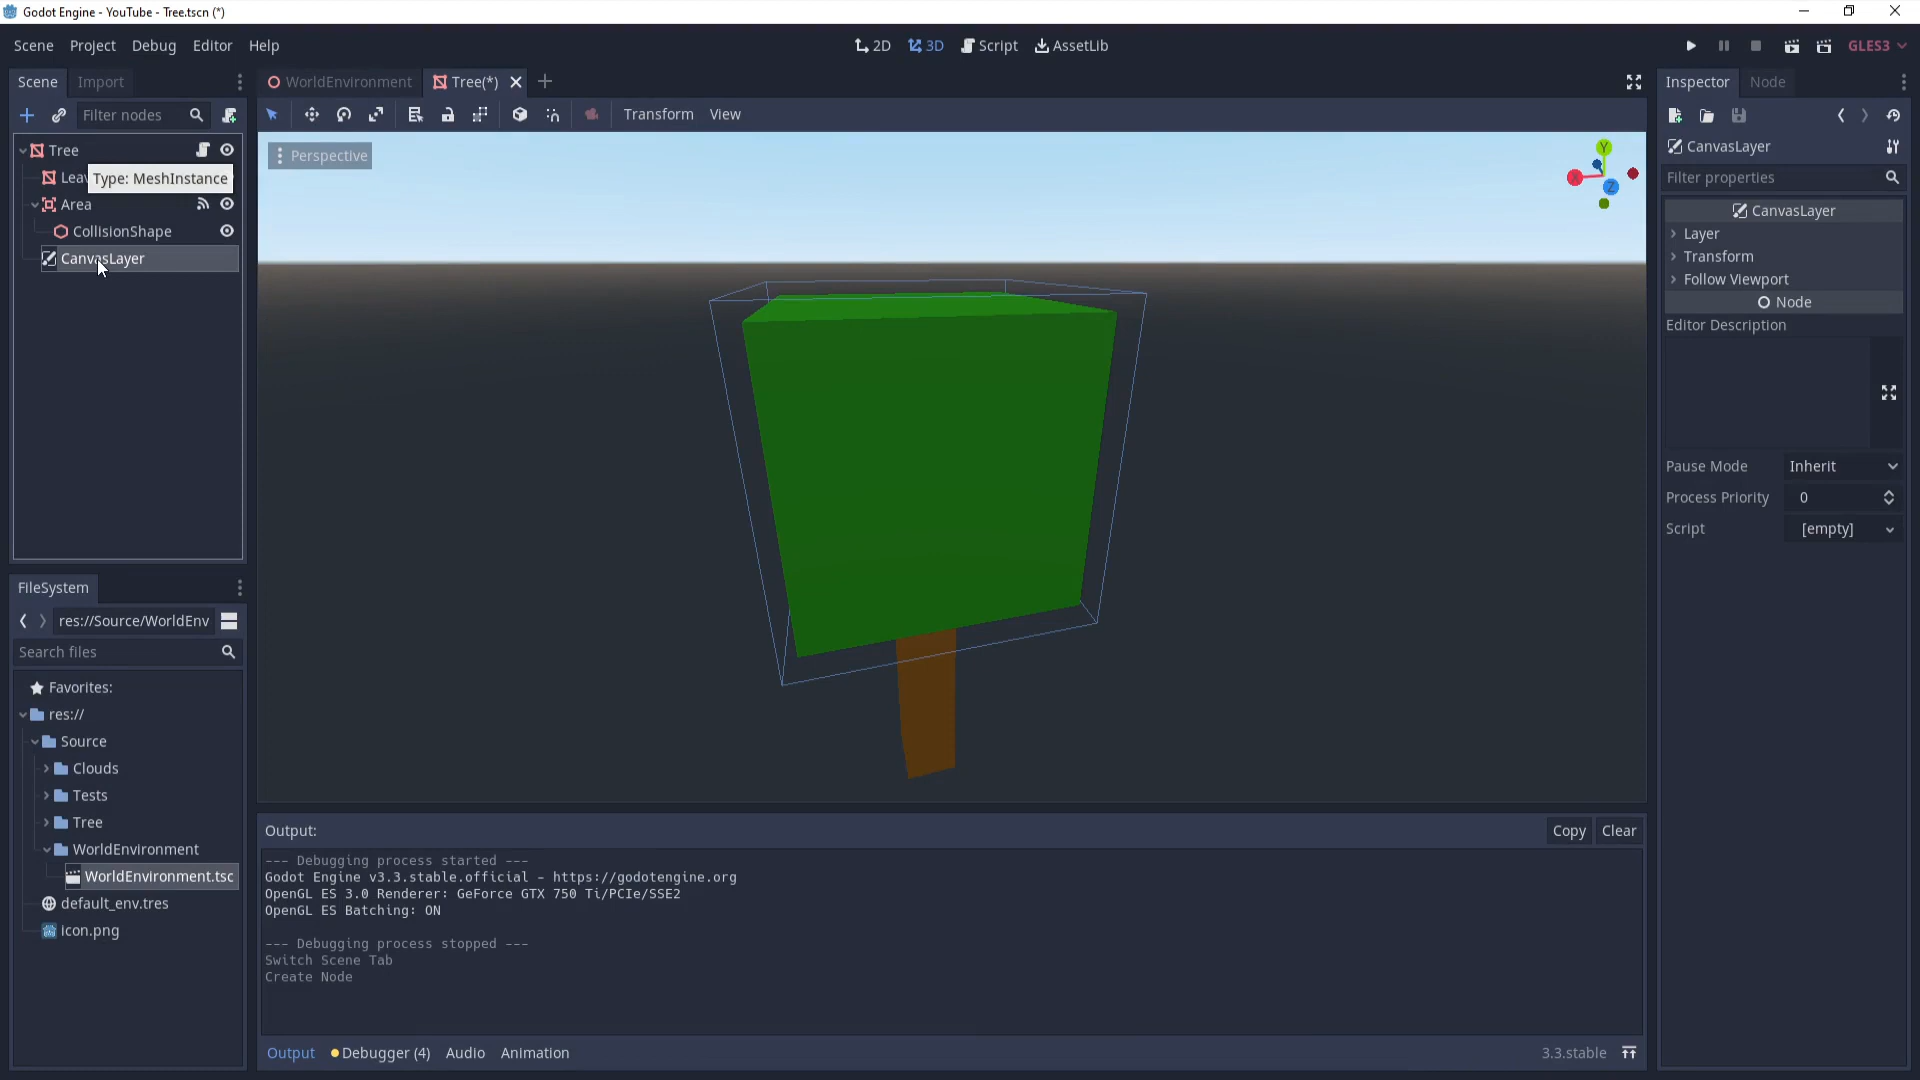 Godot Engine - YouTube - Tree.tscn (*)
Scene Project Debug Editor Help
2D 3D Script AssetLib
GLES3
Scene Import
WorldEnvironment Tree(*)
Inspector Node
Filter nodes
Transform View
Tree
Perspective
Y
X
Z
CanvasLayer
Leav
Type: MeshInstance
Filter properties
Area
CanvasLayer
CollisionShape
Layer
CanvasLayer
Transform
Follow Viewport
Node
Editor Description
Pause Mode Inherit
Process Priority 0
Script [empty]
FileSystem
res://Source/WorldEnv
Search files
Favorites:
res://
Source
Clouds
Tests
Tree
WorldEnvironment
WorldEnvironment.tsc
default_env.tres
icon.png
Output:
Copy Clear
--- Debugging process started ---
Godot Engine v3.3.stable.official - https://godotengine.org
OpenGL ES 3.0 Renderer: GeForce GTX 750 Ti/PCIe/SSE2
OpenGL ES Batching: ON
--- Debugging process stopped ---
Switch Scene Tab
Create Node
Output Debugger (4) Audio Animation
3.3.stable